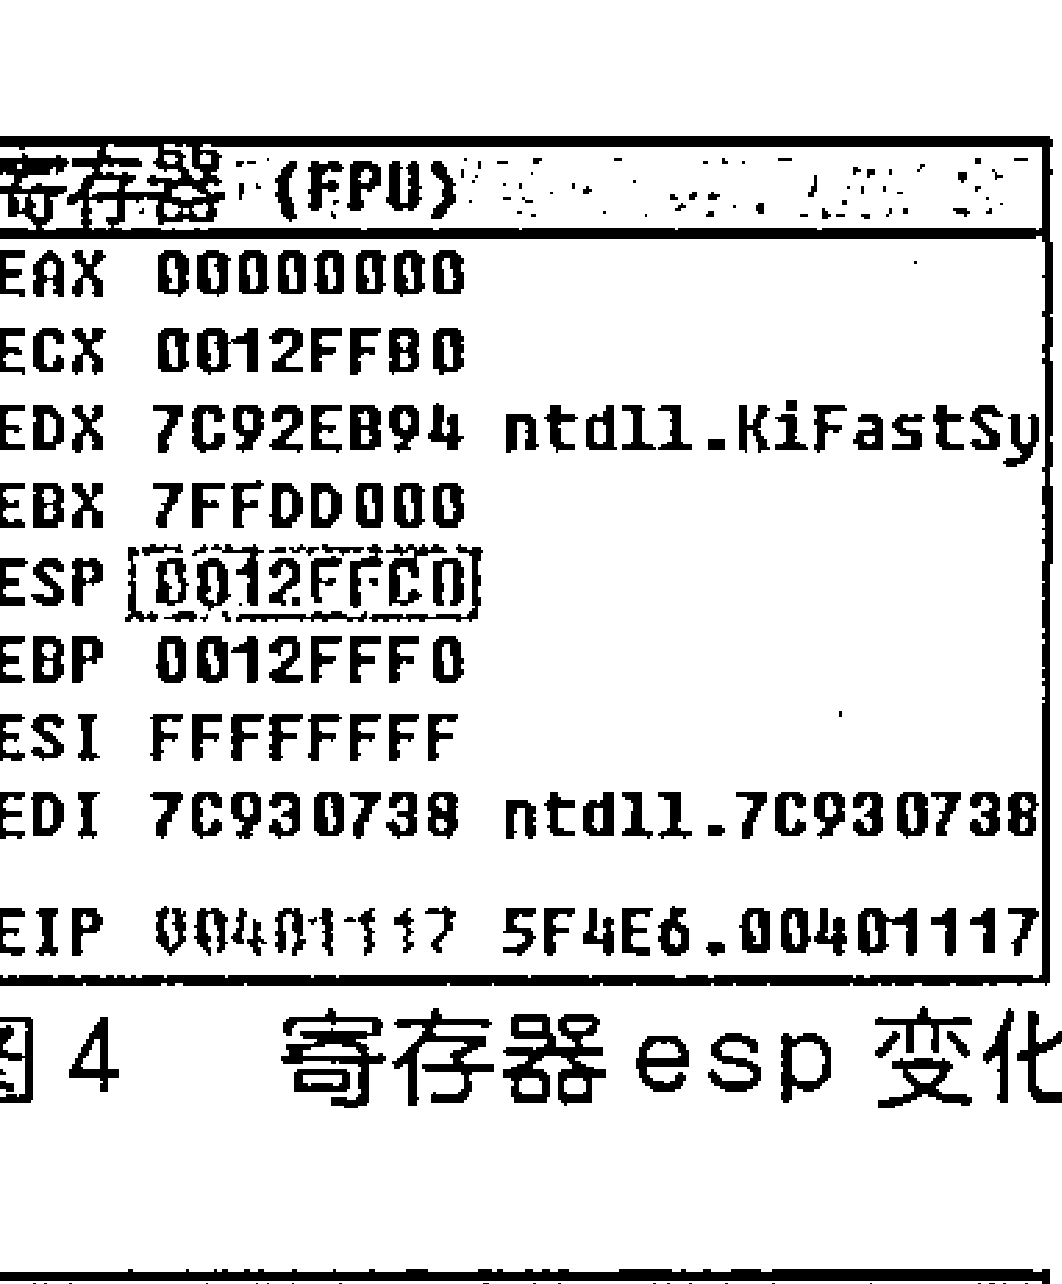 寄存器 (FPU)
EAX 00000000
ECX 0012FFB0
EDX 7C92EB94 ntdll.KiFastSy
EBX 7FFDD000
ESP 0012FFC0
EBP 0012FFF0
ESI FFFFFFFF
EDI 7C930738 ntdll.7C930738
EIP 00401117 5F4E6.00401117
图 4 寄存器 esp 变化